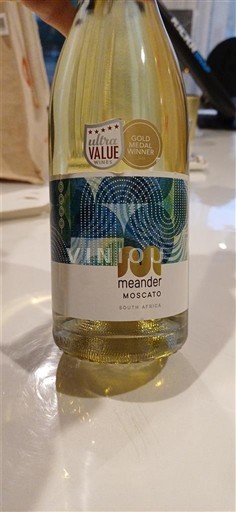 ultra
VALUE
WINES
GOLD
MEDAL
WINNER
Viniou
meander
MOSCATO
SOUTH AFRICA